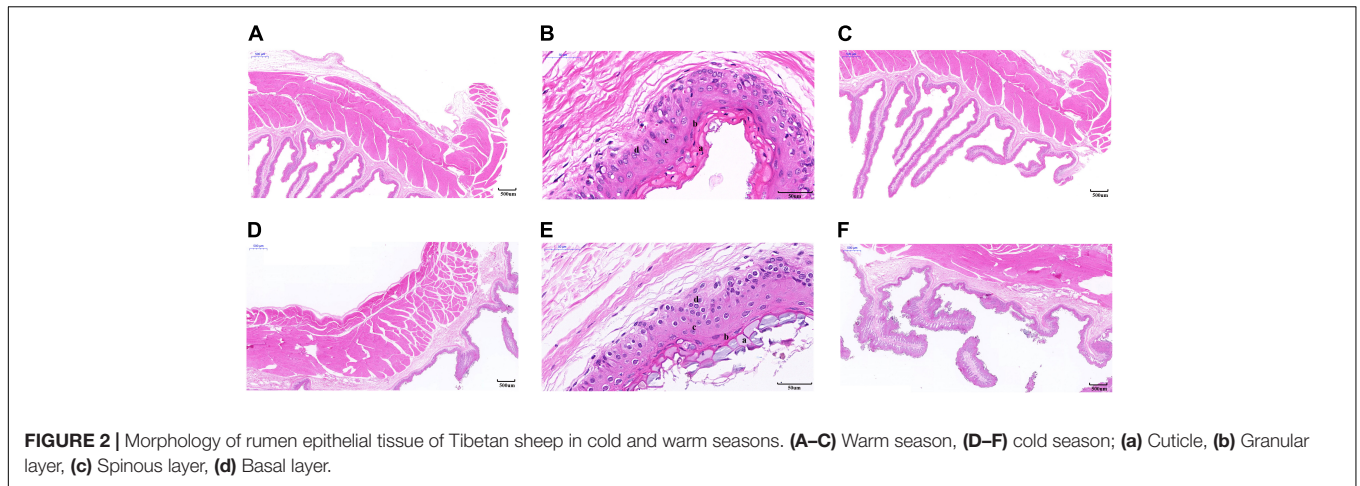 A
B
C
500um
b
c
a
d
50um
500um
D
E
F
500um
d
c
b
a
50um
500um
FIGURE 2 | Morphology of rumen epithelial tissue of Tibetan sheep in cold and warm seasons. (A–C) Warm season, (D–F) cold season; (a) Cuticle, (b) Granular
layer, (c) Spinous layer, (d) Basal layer.